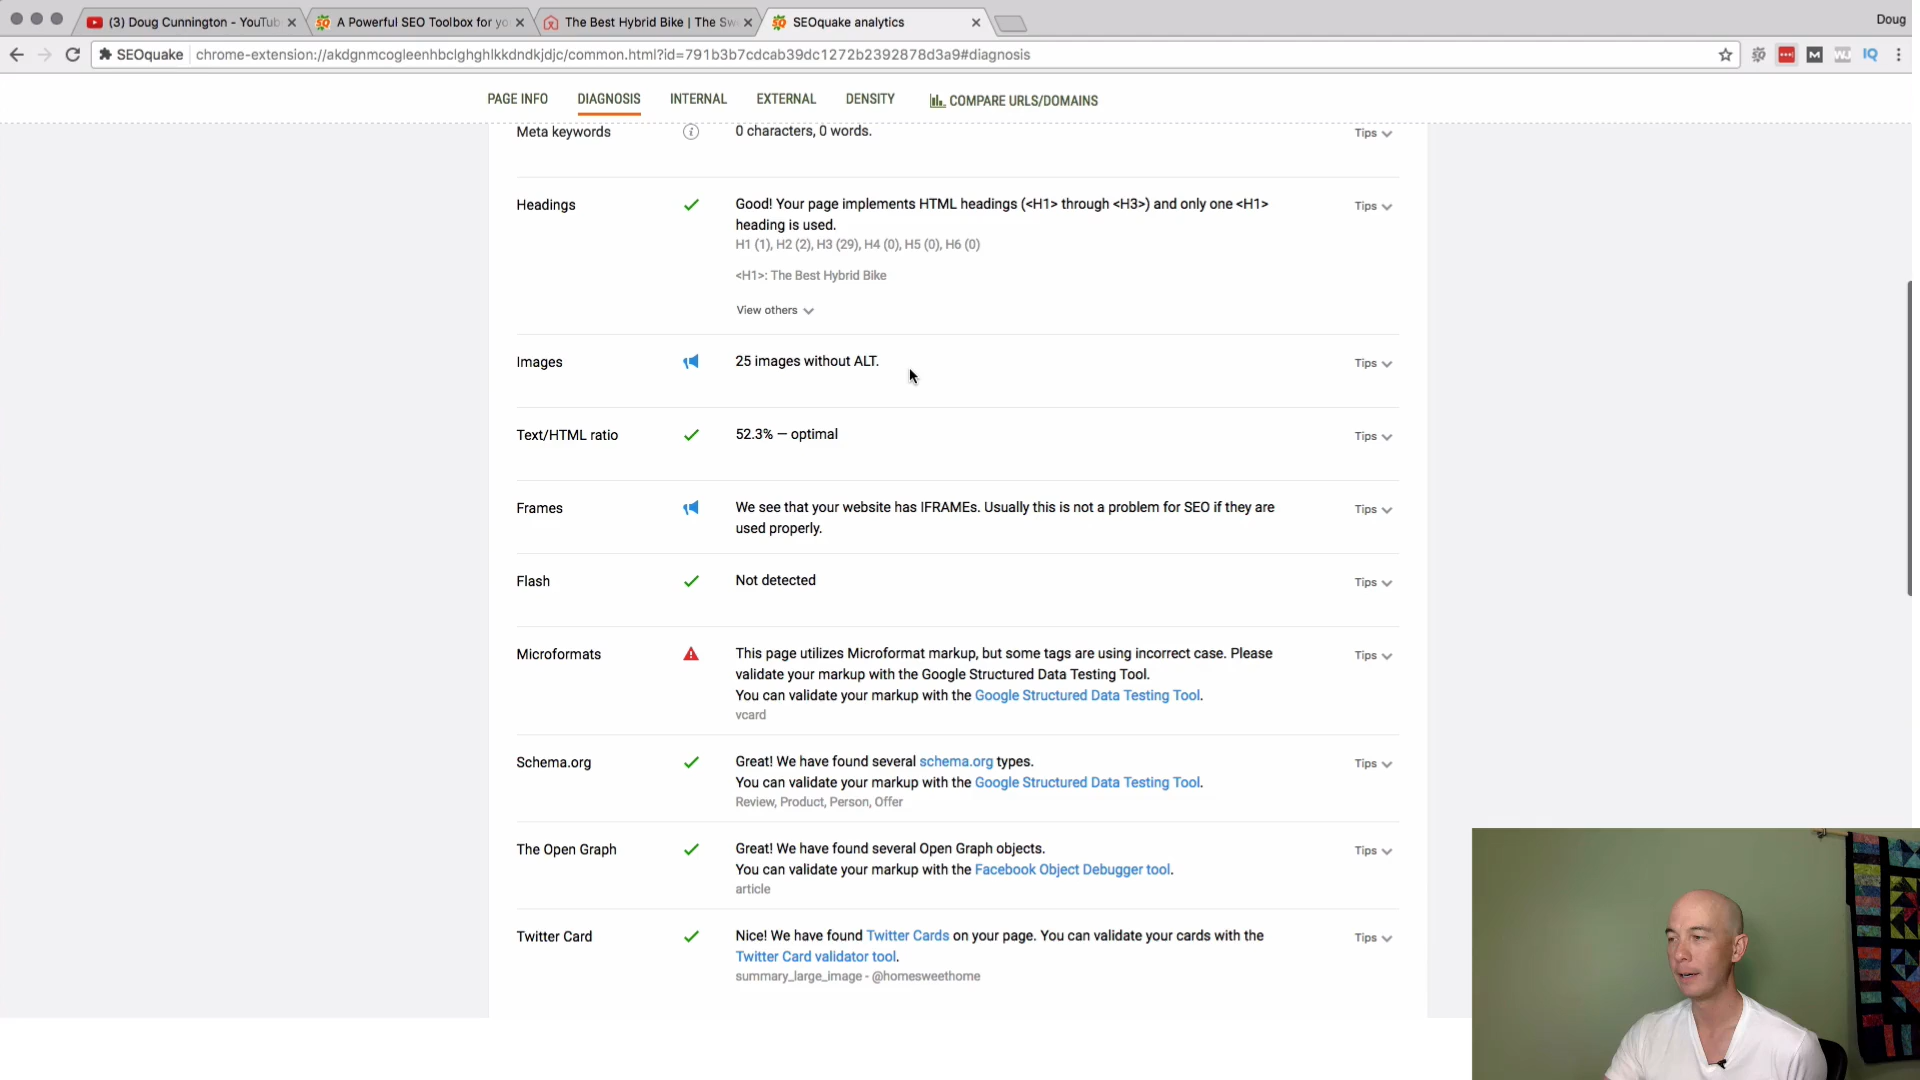 (3) Doug Cunnington - YouTub
A Powerful SEO Toolbox for yo
The Best Hybrid Bike | The Sw
SEOquake analytics
Doug
SEOquake
chrome-extension://akdgnmcogleenhbclghghlkkdndkjdjc/common.html?id=791b3b7cdcab39dc1272b2392878d3a9#diagnosis
PAGE INFO
DIAGNOSIS
INTERNAL
EXTERNAL
DENSITY
COMPARE URLS/DOMAINS
Meta keywords
0 characters, 0 words.
Tips
Headings
Good! Your page implements HTML headings (<H1> through <H3>) and only one <H1>
heading is used.
H1 (1), H2 (2), H3 (29), H4 (0), H5 (0), H6 (0)
<H1>: The Best Hybrid Bike
View others
Tips
Images
25 images without ALT.
Tips
Text/HTML ratio
52.3% — optimal
Tips
Frames
We see that your website has IFRAMEs. Usually this is not a problem for SEO if they are
used properly.
Tips
Flash
Not detected
Tips
Microformats
This page utilizes Microformat markup, but some tags are using incorrect case. Please
validate your markup with the Google Structured Data Testing Tool.
You can validate your markup with the Google Structured Data Testing Tool.
vcard
Tips
Schema.org
Great! We have found several schema.org types.
You can validate your markup with the Google Structured Data Testing Tool.
Review, Product, Person, Offer
Tips
The Open Graph
Great! We have found several Open Graph objects.
You can validate your markup with the Facebook Object Debugger tool.
article
Tips
Twitter Card
Nice! We have found Twitter Cards on your page. You can validate your cards with the
Twitter Card validator tool.
summary_large_image - @homesweethome
Tips